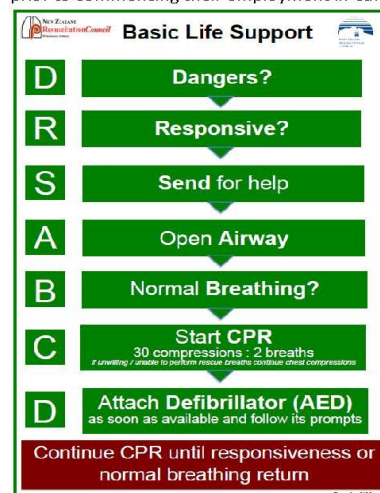 NEW ZEALAND
Resuscitation Council
Basic Life Support
D
Dangers?
R
Responsive?
S
Send for help
A
Open Airway
B
Normal Breathing?
C
Start CPR
30 compressions : 2 breaths
if unwilling / unable to perform rescue breaths continue chest compressions
D
Attach Defibrillator (AED)
as soon as available and follow its prompts
Continue CPR until responsiveness or
normal breathing return